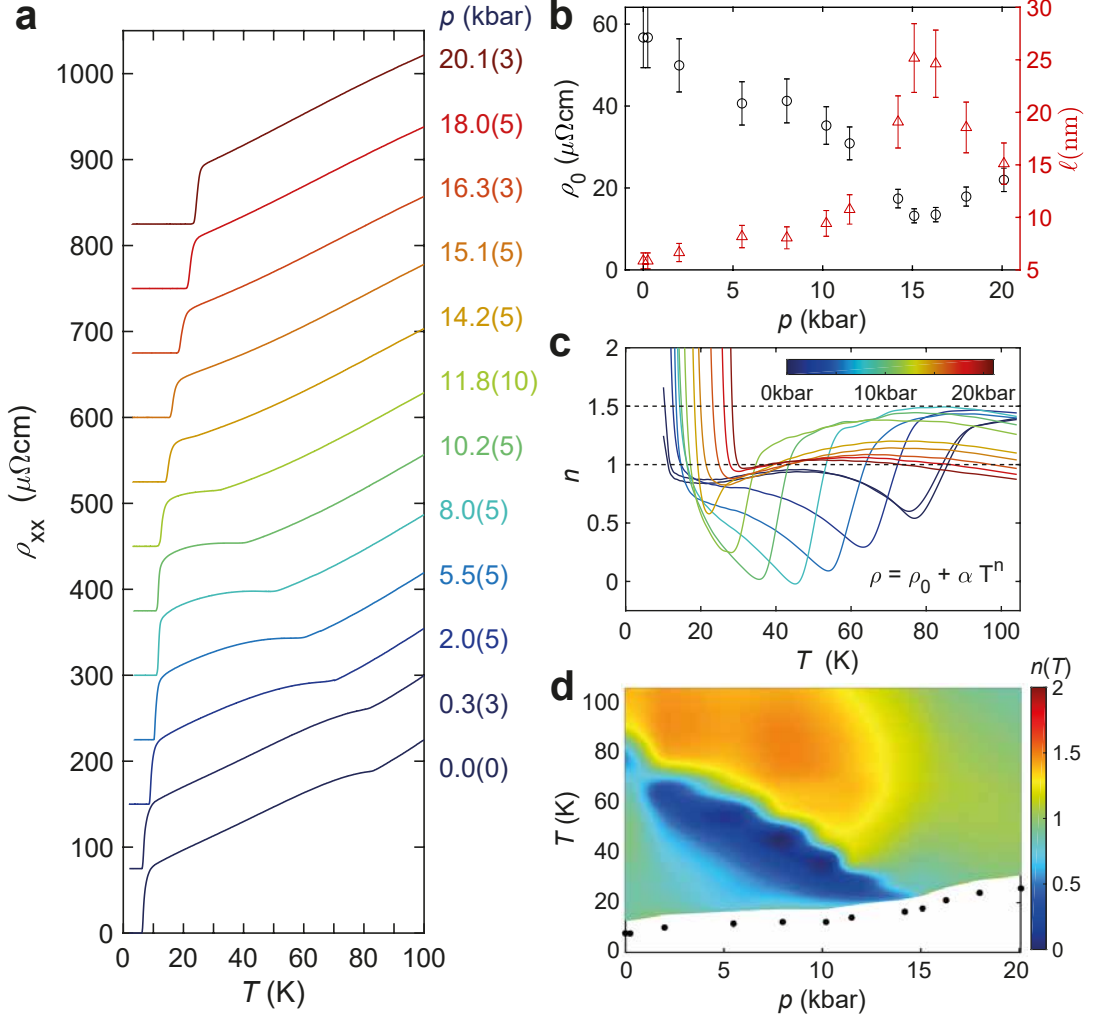 a
p (kbar)
20.1(3)
18.0(5)
16.3(3)
15.1(5)
14.2(5)
11.8(10)
10.2(5)
8.0(5)
5.5(5)
2.0(5)
0.3(3)
0.0(0)
1000
900
800
700
600
500
400
300
200
100
0
ρxx (μΩcm)
0 20 40 60 80 100
T (K)
b
60
40
20
0
ρ0 (μΩcm)
30
25
20
15
10
5
ℓ(nm)
0 5 10 15 20
p (kbar)
c
2
1.5
1
0.5
0
n
0kbar 10kbar 20kbar
ρ = ρ0 + α T^n
0 20 40 60 80 100
T (K)
d
n(T)
100
80
60
40
20
0
T (K)
2
1.5
1
0.5
0
0 5 10 15 20
p (kbar)